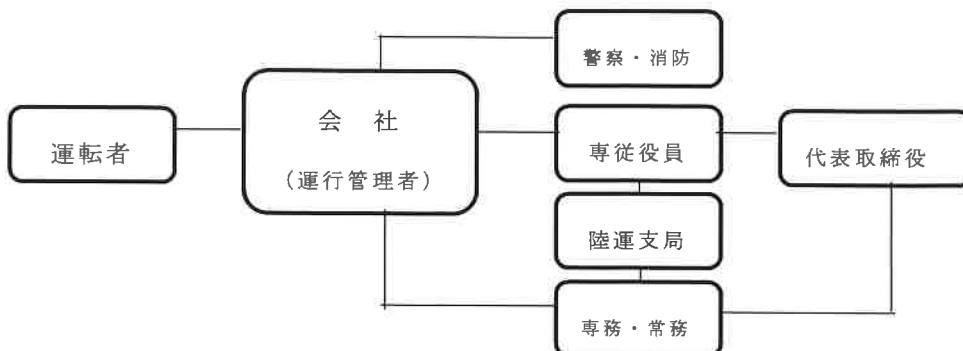 警察・消防
会 社
運転者
専従役員
代表取締役
（運行管理者）
陸運支局
専務・常務